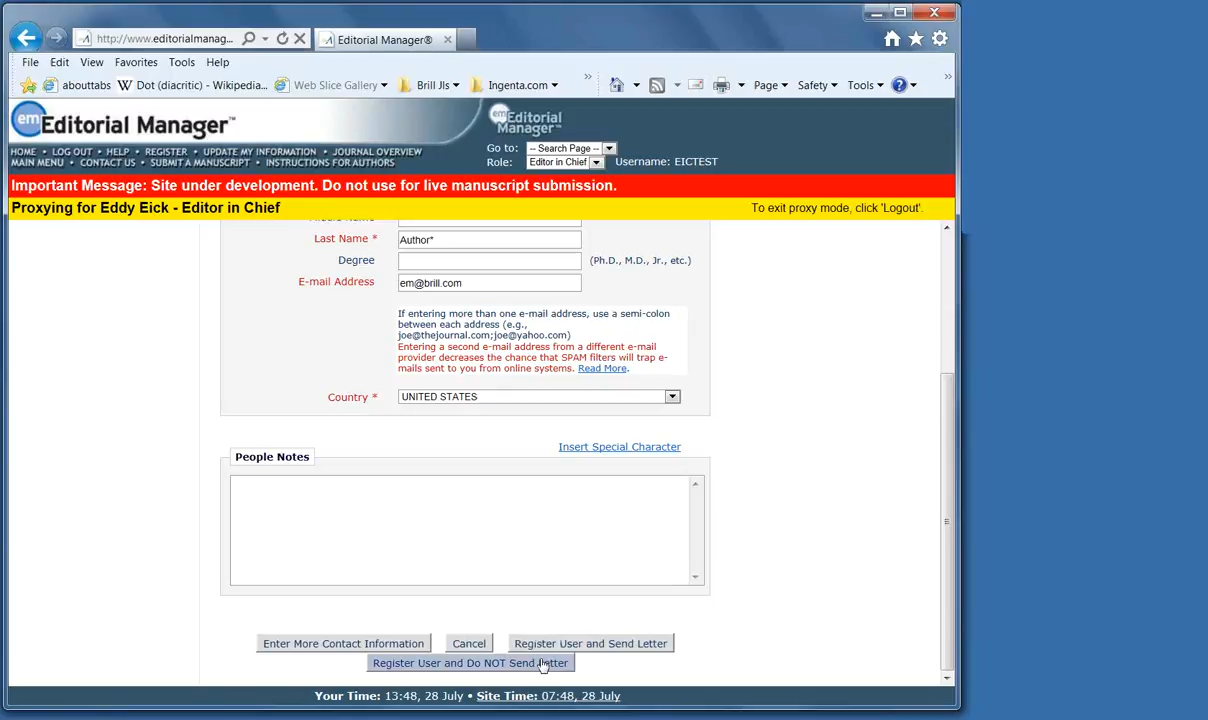 http://www.editorialmanag...
Editorial Manager®
File Edit View Favorites Tools Help
abouttabs W Dot (diacritic) - Wikipedia... Web Slice Gallery Brill Jls Ingenta.com » Page Safety Tools »
em Editorial Manager™
em Editorial Manager
Go to: -- Search Page --
HOME • LOG OUT • HELP • REGISTER • UPDATE MY INFORMATION • JOURNAL OVERVIEW
MAIN MENU • CONTACT US • SUBMIT A MANUSCRIPT • INSTRUCTIONS FOR AUTHORS
Role: Editor in Chief Username: EICTEST
Important Message: Site under development. Do not use for live manuscript submission.
Proxying for Eddy Eick - Editor in Chief To exit proxy mode, click 'Logout'.
Last Name * Author*
Degree (Ph.D., M.D., Jr., etc.)
E-mail Address em@brill.com
If entering more than one e-mail address, use a semi-colon
between each address (e.g.,
joe@thejournal.com;joe@yahoo.com)
Entering a second e-mail address from a different e-mail
provider decreases the chance that SPAM filters will trap e-
mails sent to you from online systems. Read More.
Country * UNITED STATES
Insert Special Character
People Notes
Enter More Contact Information Cancel Register User and Send Letter
Register User and Do NOT Send Letter
Your Time: 13:48, 28 July • Site Time: 07:48, 28 July